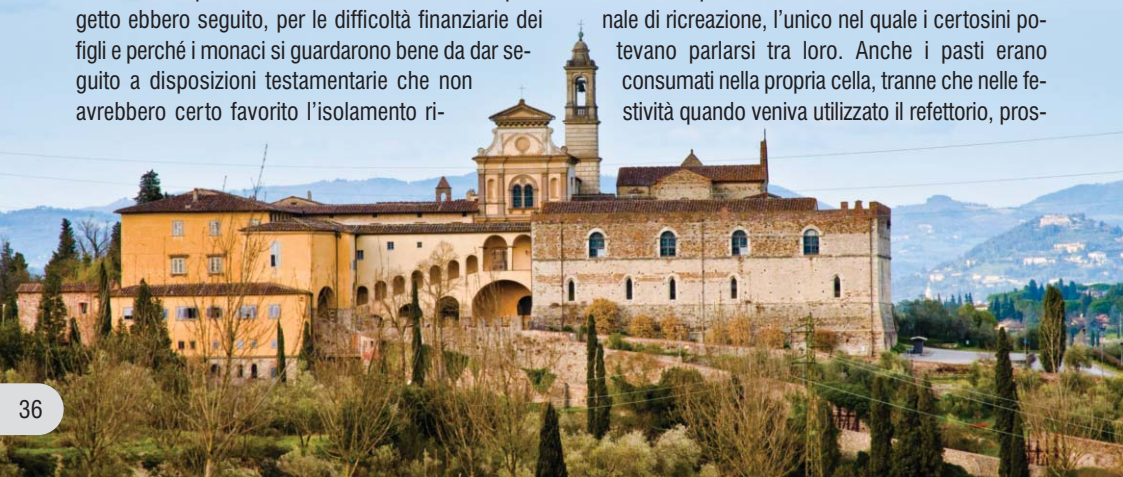 getto ebbero seguito, per le difficoltà finanziarie dei
figli e perché i monaci si guardarono bene da dar se-
guito a disposizioni testamentarie che non
avrebbero certo favorito l'isolamento ri-
nale di ricreazione, l'unico nel quale i certosini po-
tevano parlarsi tra loro. Anche i pasti erano
consumati nella propria cella, tranne che nelle fe-
stività quando veniva utilizzato il refettorio, pros-
36